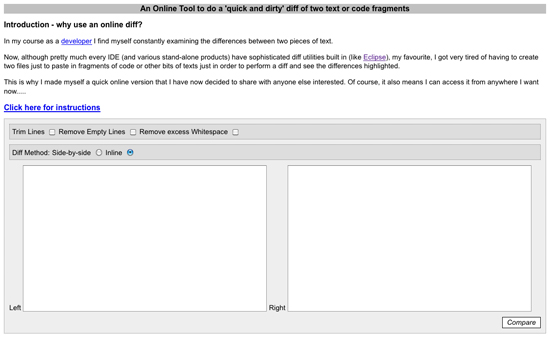 An Online Tool to do a 'quick and dirty' diff of two text or code fragments
Introduction - why use an online diff?
In my course as a developer I find myself constantly examining the differences between two pieces of text.
Now, although pretty much every IDE (and various stand-alone products) have sophisticated diff utilities built in (like Eclipse), my favourite, I got very tired of having to create
two files just to paste in fragments of code or other bits of texts just in order to perform a diff and see the differences highlighted.
This is why I made myself a quick online version that I have now decided to share with anyone else interested. Of course, it also means I can access it from anywhere I want
now.....
Click here for instructions
Trim Lines Remove Empty Lines Remove excess Whitespace
Diff Method: Side-by-side Inline
Left Right
Compare